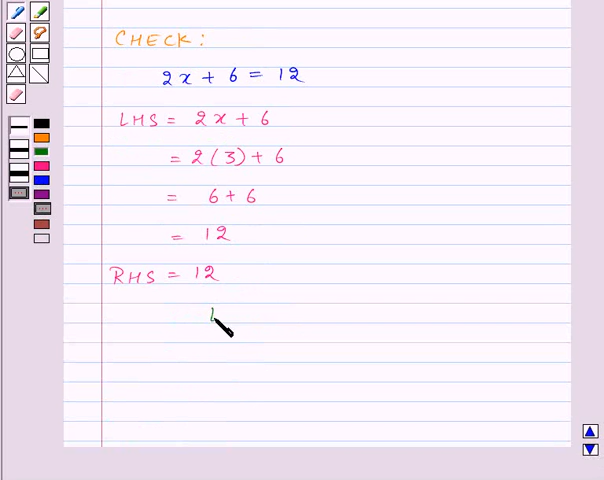 CHECK:
2x + 6 = 12
LHS = 2x + 6
= 2(3) + 6
= 6 + 6
= 12
RHS = 12